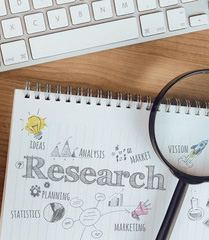 IDEAS
ANALYSIS
MARKET
VISION
Research
PLANNING
STATISTICS
MARKETING